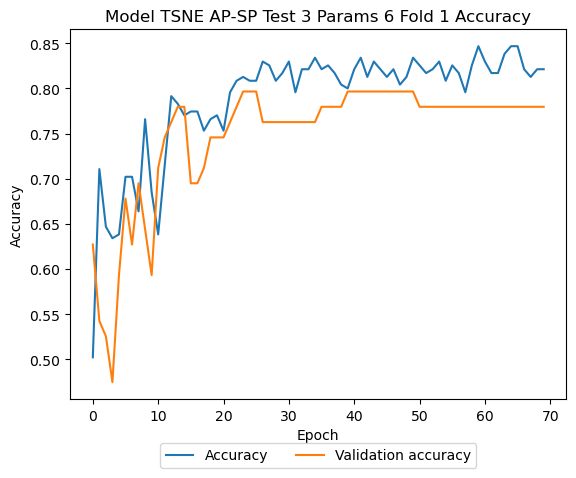 Model TSNE AP-SP Test 3 Params 6 Fold 1 Accuracy
Accuracy
0.85
0.80
0.75
0.70
0.65
0.60
0.55
0.50
0 10 20 30 40 50 60 70
Epoch
Accuracy Validation accuracy